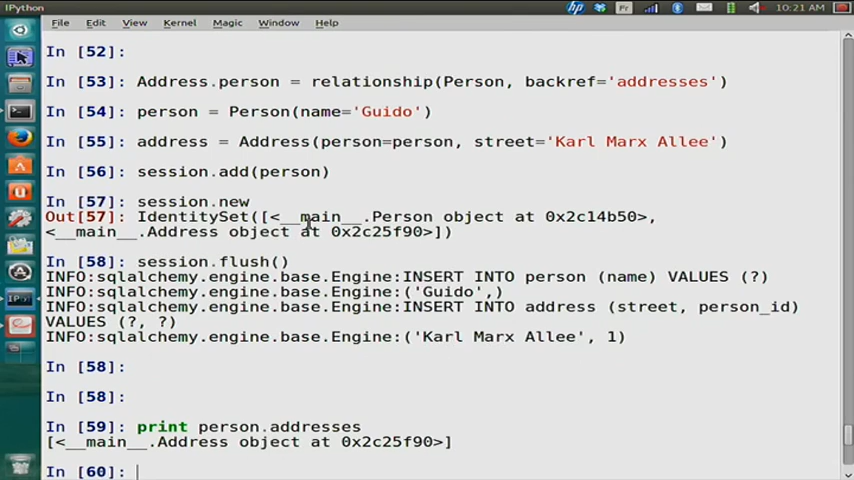 IPython
Fr
10:21 AM
File Edit View Kernel Magic Window Help
In [52]:
In [53]: Address.person = relationship(Person, backref='addresses')
In [54]: person = Person(name='Guido')
In [55]: address = Address(person=person, street='Karl Marx Allee')
In [56]: session.add(person)
In [57]: session.new
Out[57]: IdentitySet([<__main__.Person object at 0x2c14b50>,
<__main__.Address object at 0x2c25f90>])
In [58]: session.flush()
INFO:sqlalchemy.engine.base.Engine:INSERT INTO person (name) VALUES (?)
INFO:sqlalchemy.engine.base.Engine:('Guido',)
INFO:sqlalchemy.engine.base.Engine:INSERT INTO address (street, person_id)
VALUES (?, ?)
INFO:sqlalchemy.engine.base.Engine:('Karl Marx Allee', 1)
In [58]:
In [58]:
In [59]: print person.addresses
[<__main__.Address object at 0x2c25f90>]
In [60]: